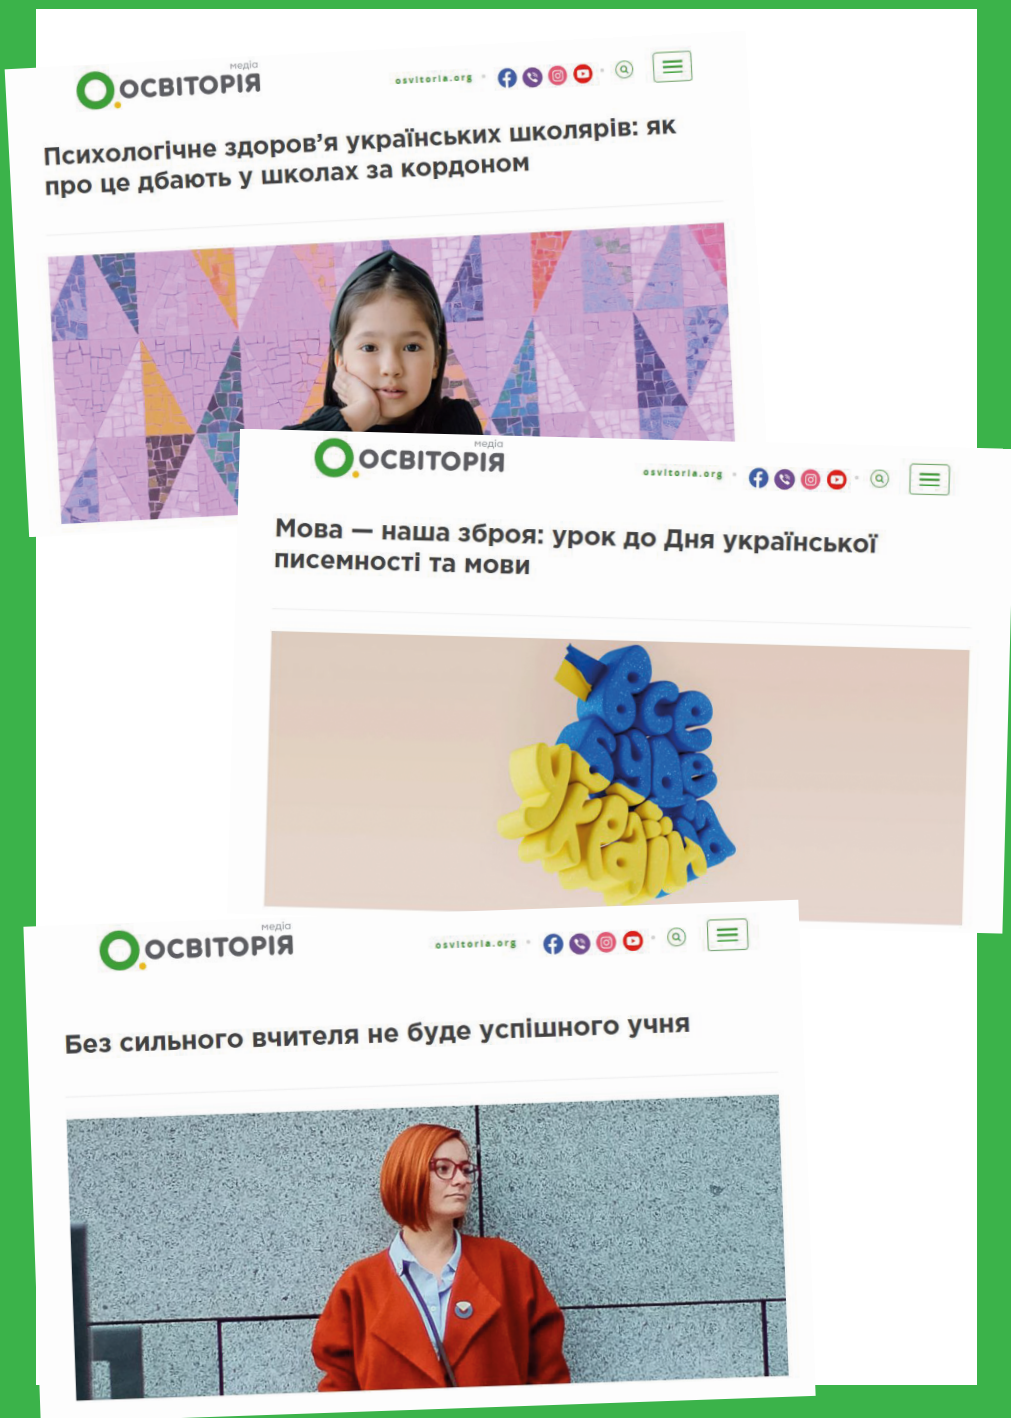 медіа
ОСВІТОРІЯ
osvitoria.org
Психологічне здоров’я українських школярів: як
про це дбають у школах за кордоном
медіа
ОСВІТОРІЯ
osvitoria.org
Мова — наша зброя: урок до Дня української
писемності та мови
все
буде
Україна
медіа
ОСВІТОРІЯ
osvitoria.org
Без сильного вчителя не буде успішного учня